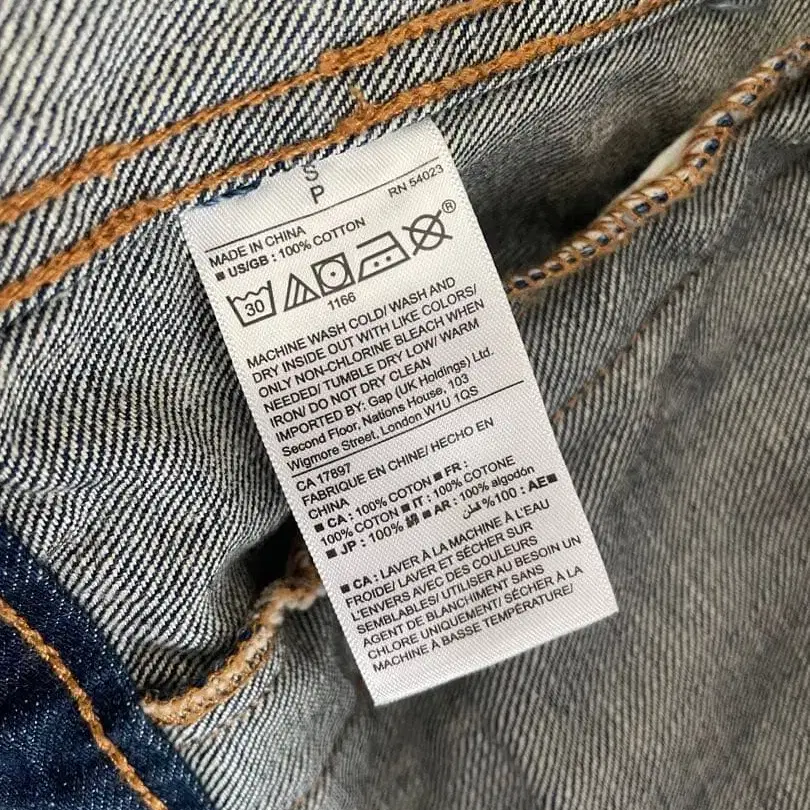 S
P
RN 54023
MADE IN CHINA
■ US/GB : 100% COTTON
30
®
1166
MACHINE WASH COLD/ WASH AND
DRY INSIDE OUT WITH LIKE COLORS/
ONLY NON-CHLORINE BLEACH WHEN
NEEDED/ TUMBLE DRY LOW/ WARM
IRON/ DO NOT DRY CLEAN
IMPORTED BY: Gap (UK Holdings) Ltd.
Second Floor, Nations House, 103
Wigmore Street, London W1U 1QS
CA 17897
FABRIQUE EN CHINE/ HECHO EN
CHINA
■ CA : 100% COTON ■ FR :
100% COTON ■ IT : 100% COTONE
■ JP : 100% 綿 ■ AR : 100% algodón
■AE : 100% قطن
■ CA : LAVER À LA MACHINE À L'EAU
FROIDE/ LAVER ET SÉCHER SUR
L'ENVERS AVEC DES COULEURS
SEMBLABLES/ UTILISER AU BESOIN UN
AGENT DE BLANCHIMENT SANS
CHLORE UNIQUEMENT/ SÉCHER À LA
MACHINE À BASSE TEMPÉRATURE/